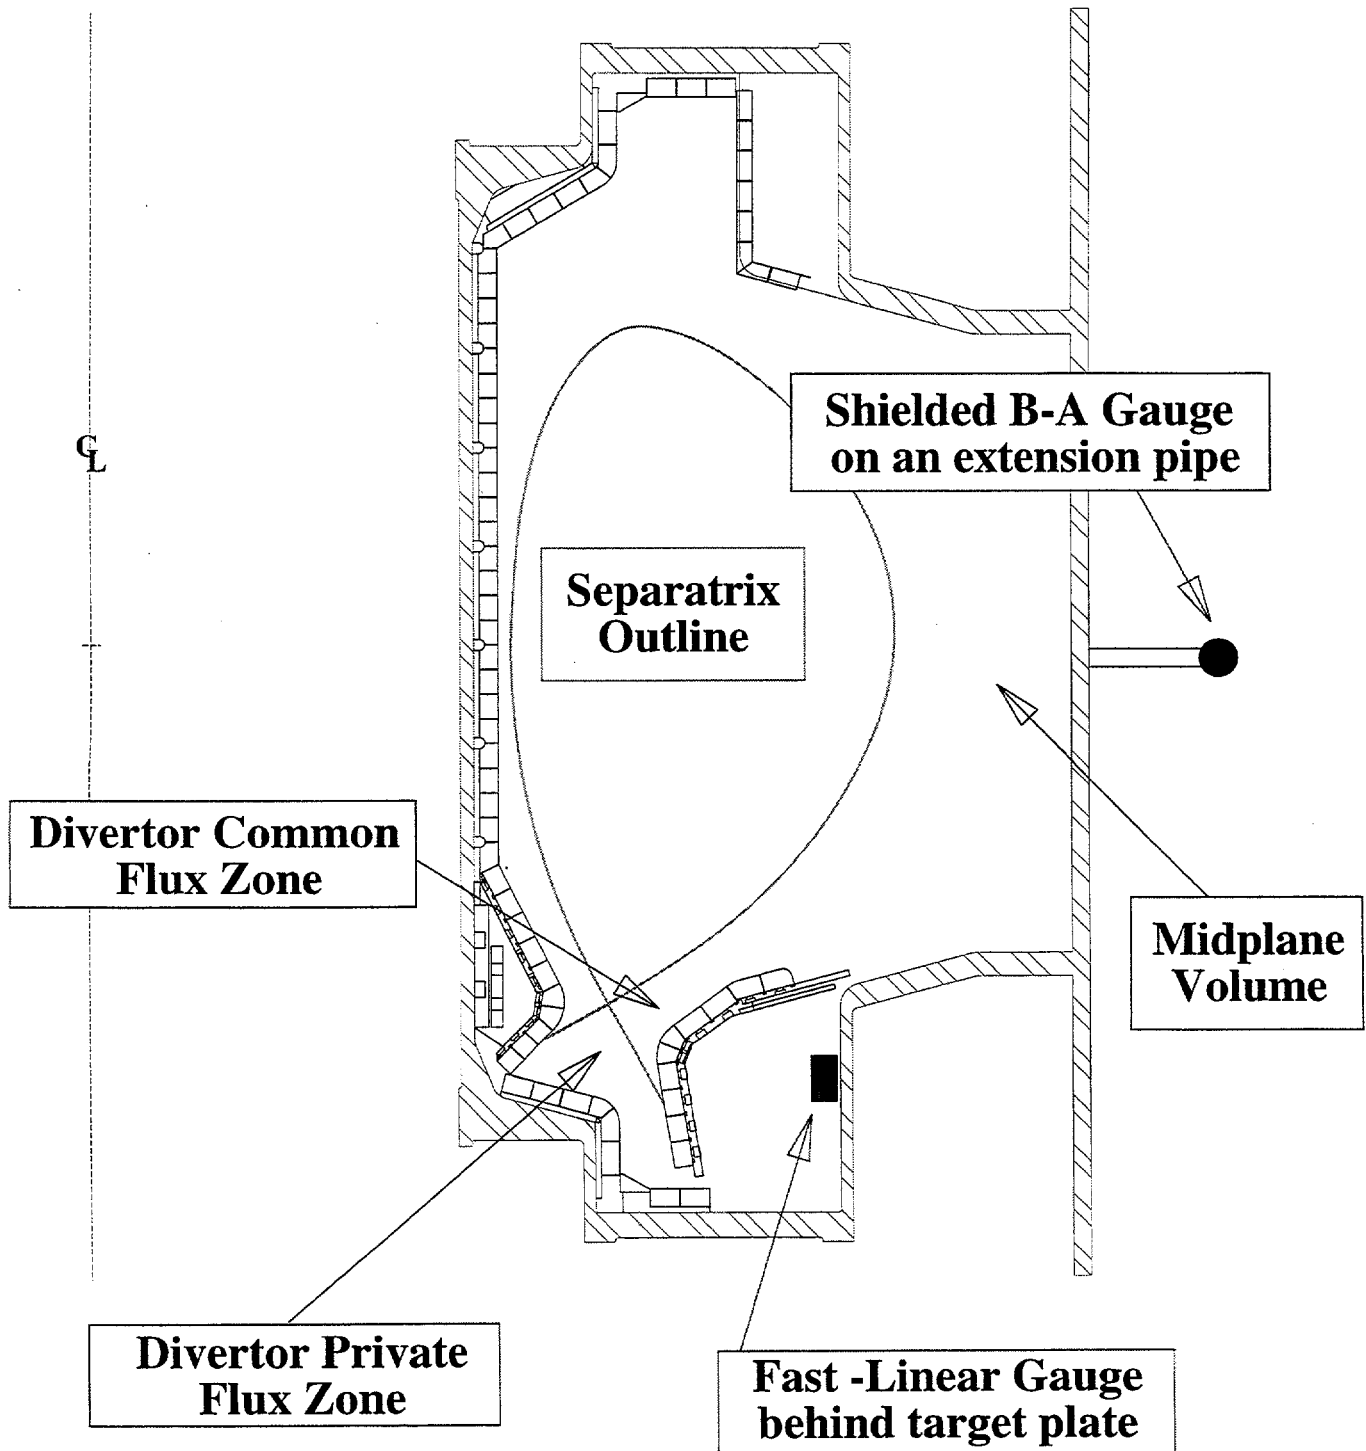 Shielded B-A Gauge
on an extension pipe
CL
Separatrix
Outline
Divertor Common
Flux Zone
Midplane
Volume
Divertor Private
Flux Zone
Fast -Linear Gauge
behind target plate